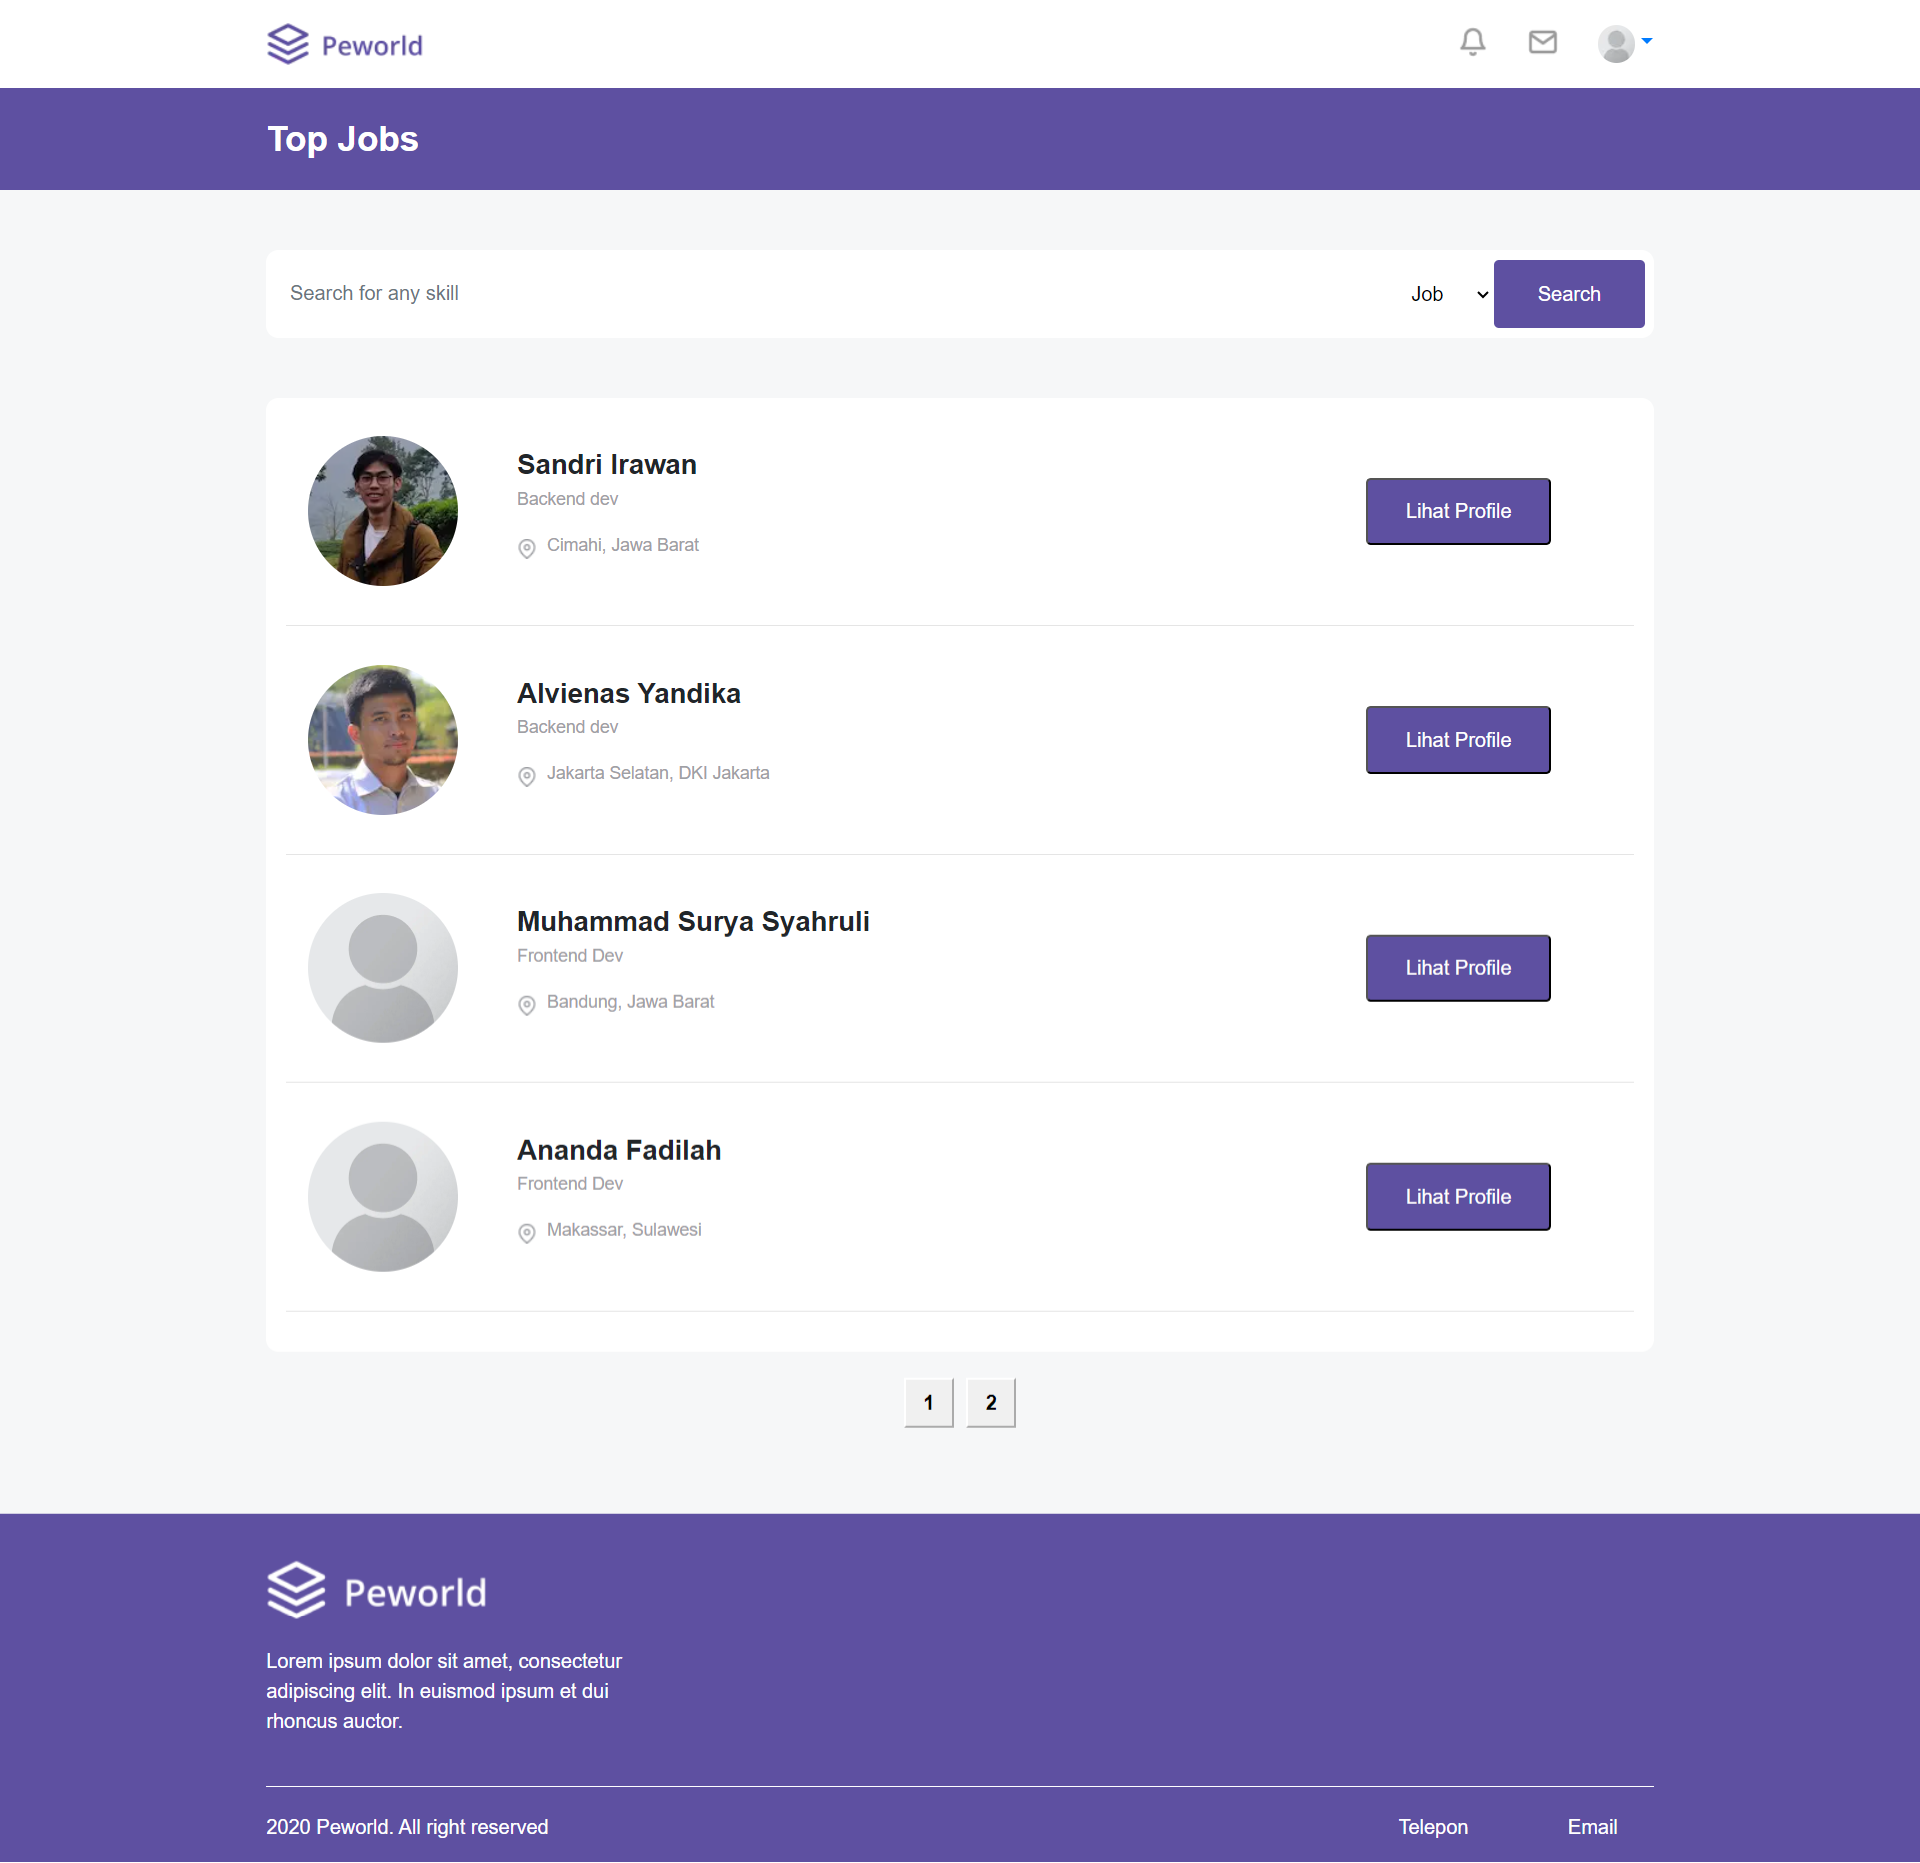 Peworld
Top Jobs
Search for any skill
Job
Search
Sandri Irawan
Backend dev
Cimahi, Jawa Barat
Lihat Profile
Alvienas Yandika
Backend dev
Jakarta Selatan, DKI Jakarta
Lihat Profile
Muhammad Surya Syahruli
Frontend Dev
Bandung, Jawa Barat
Lihat Profile
Ananda Fadilah
Frontend Dev
Makassar, Sulawesi
Lihat Profile
1 2
Peworld
Lorem ipsum dolor sit amet, consectetur
adipiscing elit. In euismod ipsum et dui
rhoncus auctor.
2020 Peworld. All right reserved
Telepon Email